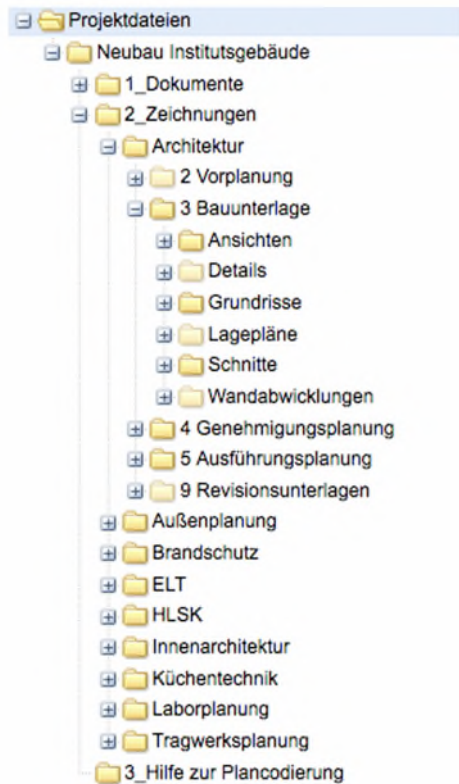 Projektdateien
Neubau Institutsgebäude
1_Dokumente
2_Zeichnungen
Architektur
2 Vorplanung
3 Bauunterlage
Ansichten
Details
Grundrisse
Lagepläne
Schnitte
Wandabwicklungen
4 Genehmigungsplanung
5 Ausführungsplanung
9 Revisionsunterlagen
Außenplanung
Brandschutz
ELT
HLSK
Innenarchitektur
Küchentechnik
Laborplanung
Tragwerksplanung
3_Hilfe zur Plancodierung